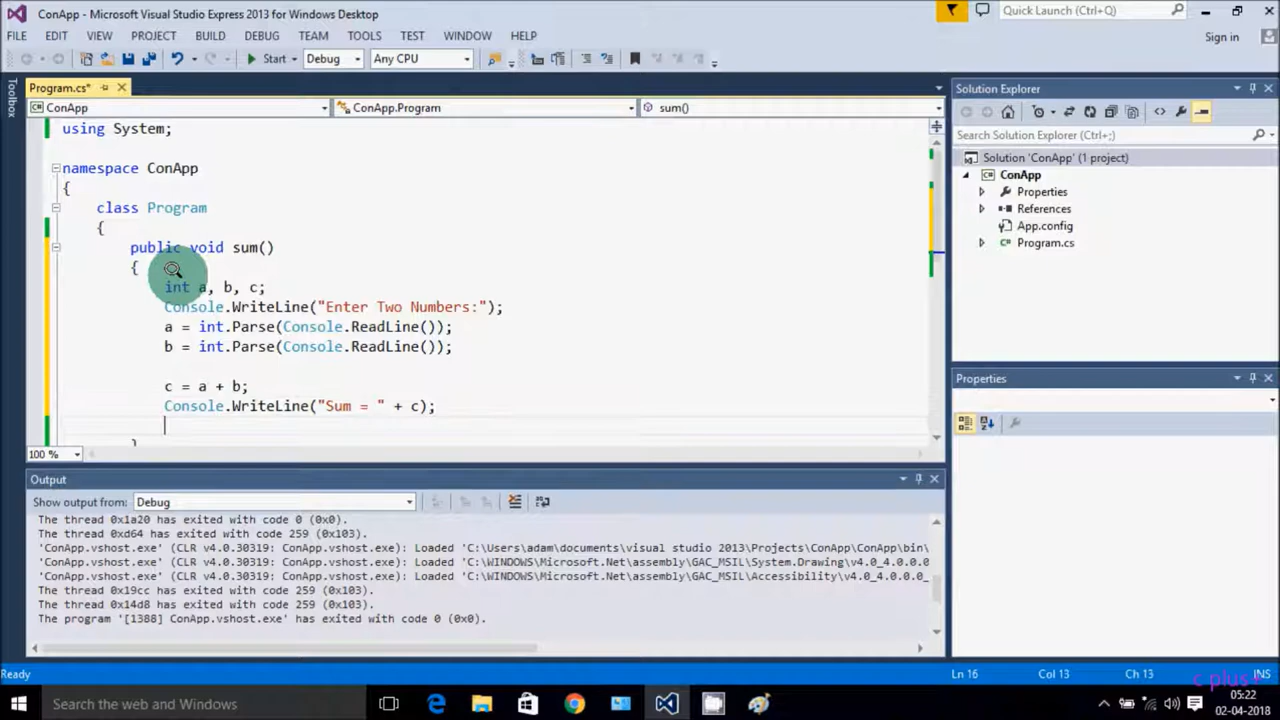 ConApp - Microsoft Visual Studio Express 2013 for Windows Desktop
Quick Launch (Ctrl+Q)
FILE EDIT VIEW PROJECT BUILD DEBUG TEAM TOOLS TEST WINDOW HELP
Sign in
Start Debug Any CPU
Toolbox
Program.cs*
ConApp ConApp.Program sum()
using System;
namespace ConApp
{
class Program
{
public void sum()
{
int a, b, c;
Console.WriteLine("Enter Two Numbers:");
a = int.Parse(Console.ReadLine());
b = int.Parse(Console.ReadLine());
c = a + b;
Console.WriteLine("Sum = " + c);
}
100 %
Solution Explorer
Search Solution Explorer (Ctrl+;)
Solution 'ConApp' (1 project)
ConApp
Properties
References
App.config
Program.cs
Properties
Output
Show output from: Debug
The thread 0x1a20 has exited with code 0 (0x0).
The thread 0xd64 has exited with code 259 (0x103).
'ConApp.vshost.exe' (CLR v4.0.30319: ConApp.vshost.exe): Loaded 'C:\Users\adam\documents\visual studio 2013\Projects\ConApp\ConApp\bin\
'ConApp.vshost.exe' (CLR v4.0.30319: ConApp.vshost.exe): Loaded 'C:\WINDOWS\Microsoft.Net\assembly\GAC_MSIL\System.Drawing\v4.0_4.0.0.0_
'ConApp.vshost.exe' (CLR v4.0.30319: ConApp.vshost.exe): Loaded 'C:\WINDOWS\Microsoft.Net\assembly\GAC_MSIL\Accessibility\v4.0_4.0.0.0_
The thread 0x19cc has exited with code 259 (0x103).
The thread 0x14d8 has exited with code 259 (0x103).
The program '[1388] ConApp.vshost.exe' has exited with code 0 (0x0).
Ready Ln 16 Col 13 Ch 13 INS
c plus+
Search the web and Windows
05:22
02-04-2018